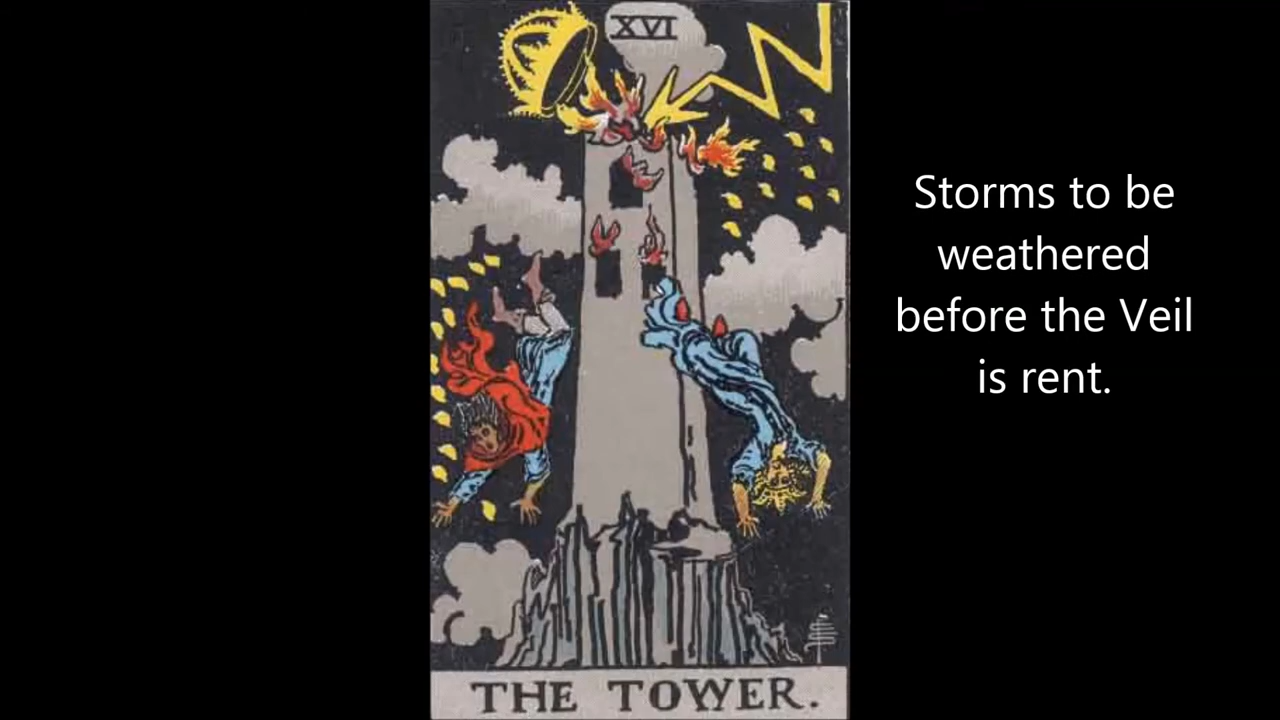 XVI
Storms to be
weathered
before the Veil
is rent.
THE TOWER.